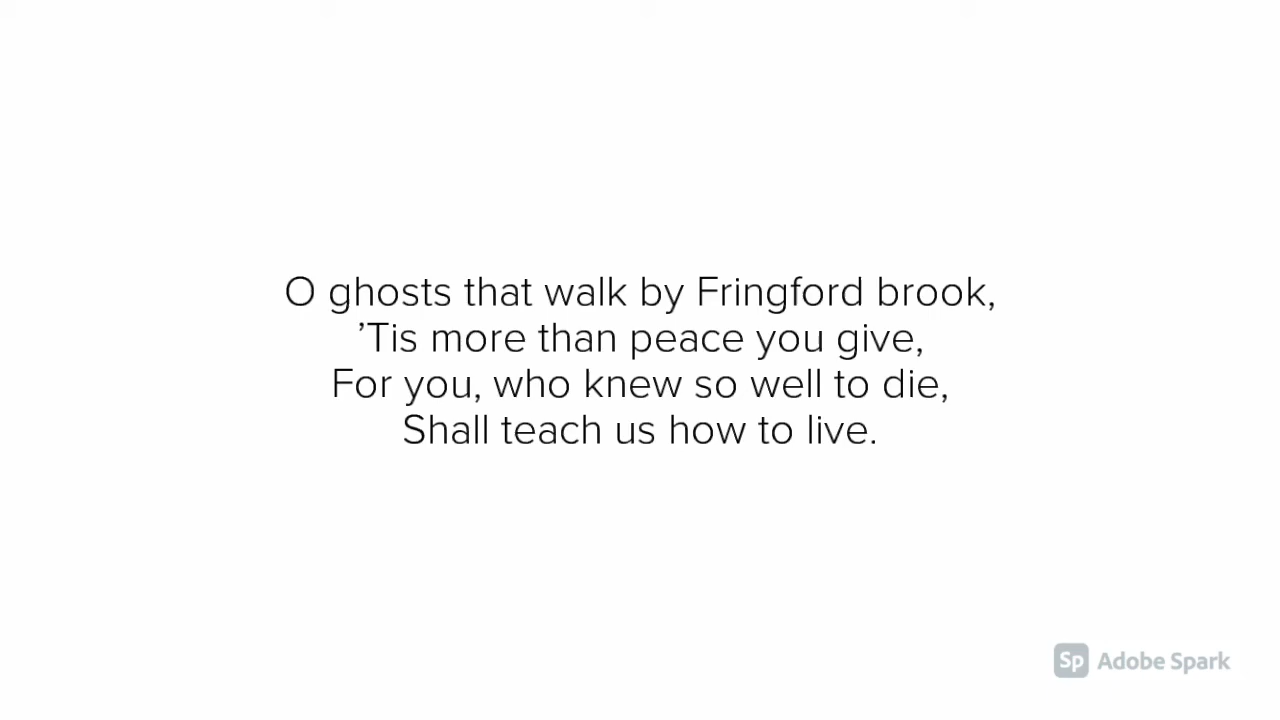 O ghosts that walk by Fringford brook,
’Tis more than peace you give,
For you, who knew so well to die,
Shall teach us how to live.
Sp Adobe Spark